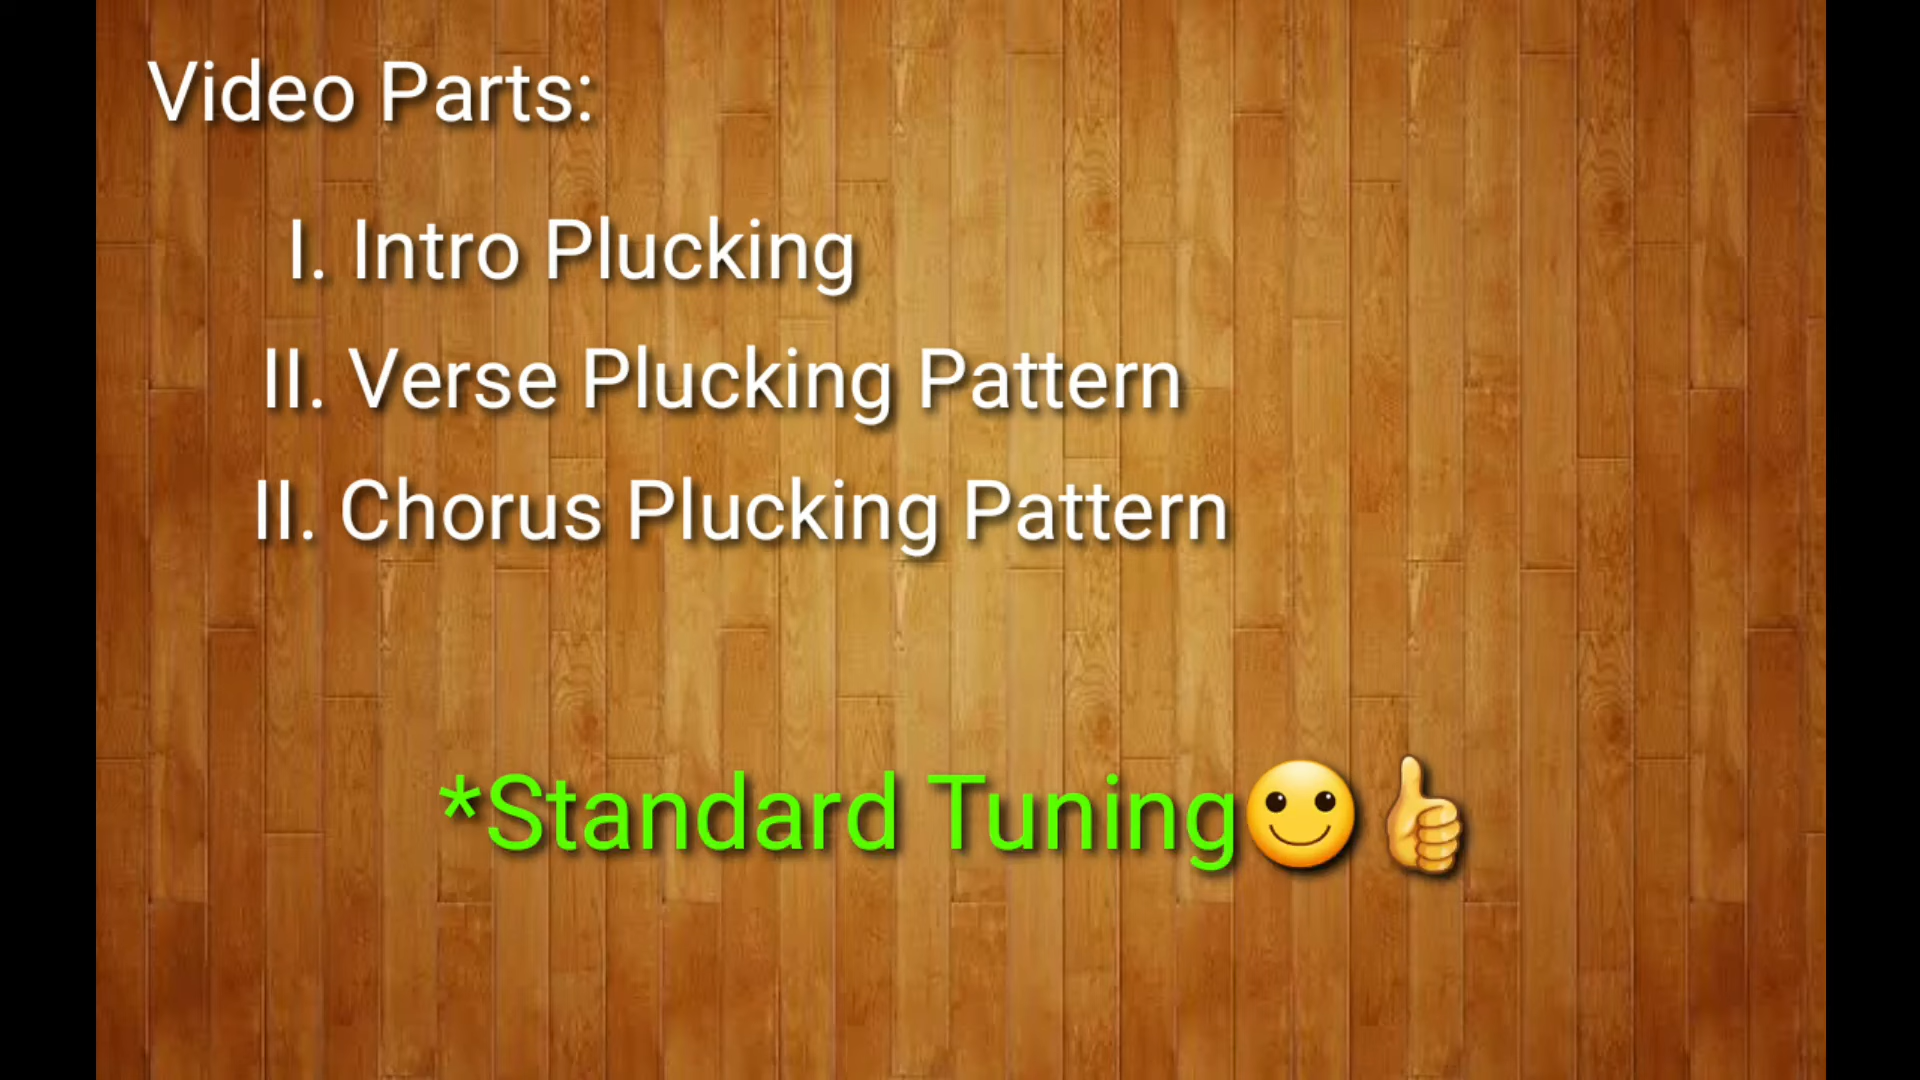 Video Parts:
I. Intro Plucking
II. Verse Plucking Pattern
II. Chorus Plucking Pattern
*Standard Tuning🙂👍